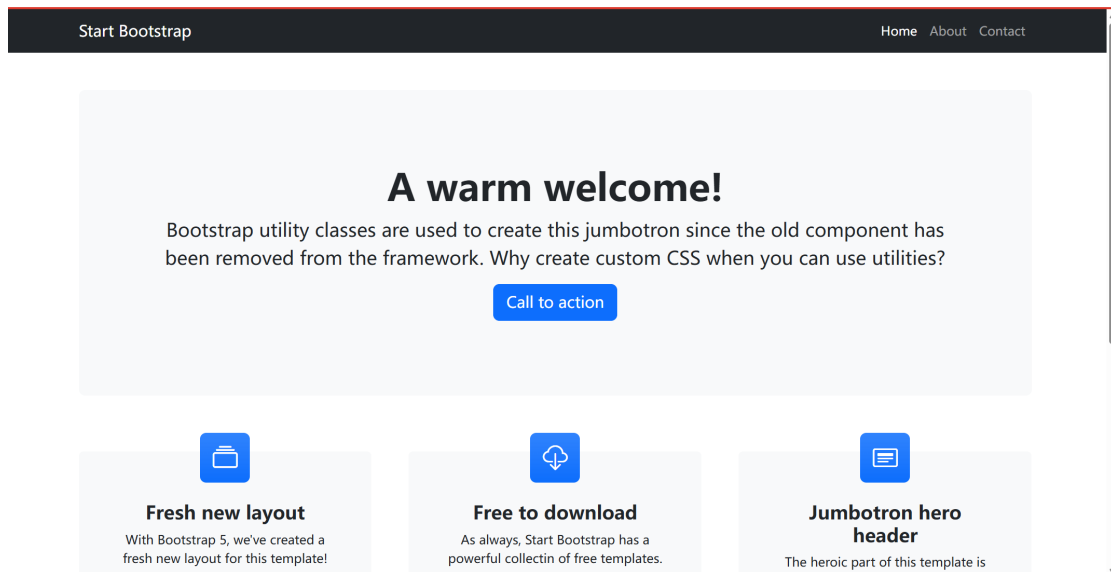 Start Bootstrap
Home About Contact
A warm welcome!
Bootstrap utility classes are used to create this jumbotron since the old component has
been removed from the framework. Why create custom CSS when you can use utilities?
Call to action
Fresh new layout
With Bootstrap 5, we've created a
fresh new layout for this template!
Free to download
As always, Start Bootstrap has a
powerful collectin of free templates.
Jumbotron hero
header
The heroic part of this template is